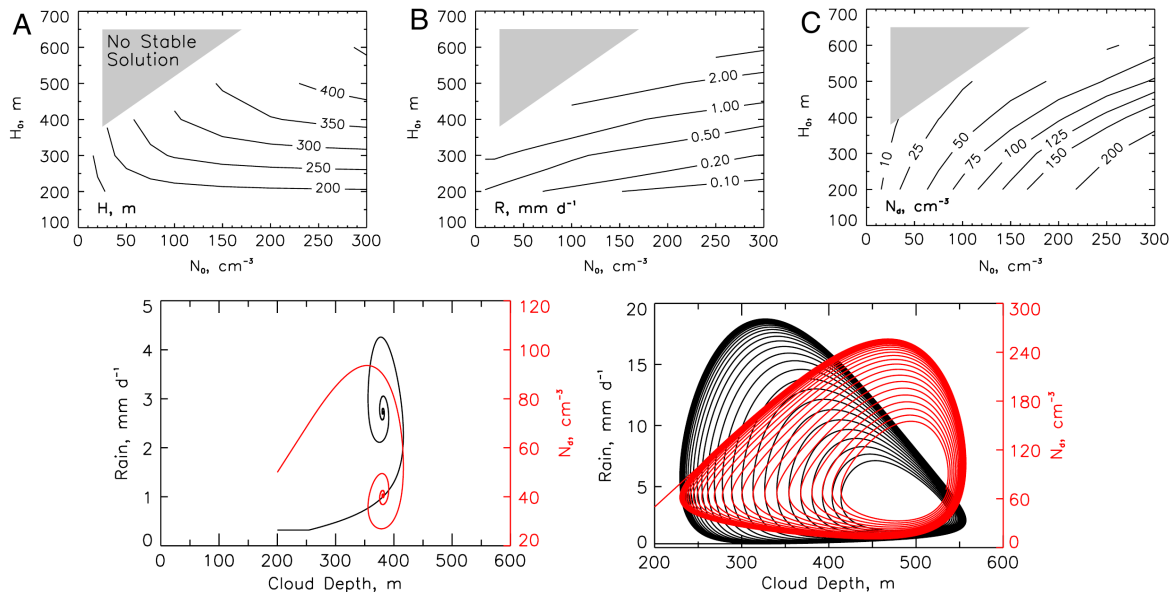 A
B
C
No Stable
Solution
700
600
500
400
300
200
100
H₀, m
400
350
300
250
200
H, m
0 50 100 150 200 250 300
N₀, cm⁻³
700
600
500
400
300
200
100
H₀, m
2.00
1.00
0.50
0.20
0.10
R, mm d⁻¹
0 50 100 150 200 250 300
N₀, cm⁻³
700
600
500
400
300
200
100
H₀, m
10
25
50
75
100
125
150
200
N_d, cm⁻³
0 50 100 150 200 250 300
N₀, cm⁻³
5
4
3
2
1
0
Rain, mm d⁻¹
120
100
80
60
40
20
N_d, cm⁻³
0 100 200 300 400 500 600
Cloud Depth, m
20
15
10
5
0
Rain, mm d⁻¹
300
240
180
120
60
0
N_d, cm⁻³
200 300 400 500 600
Cloud Depth, m